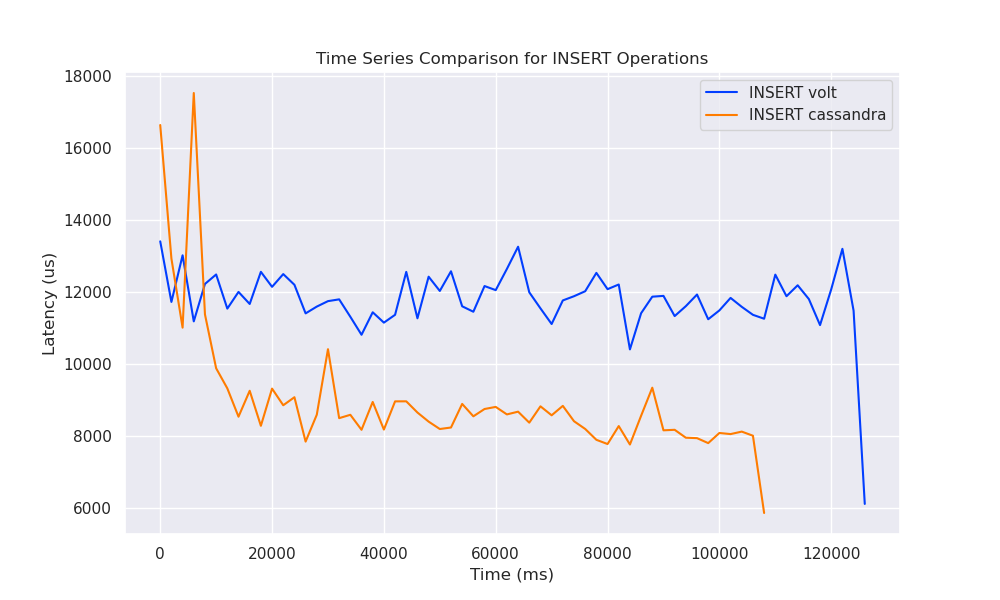 Time Series Comparison for INSERT Operations
INSERT volt
INSERT cassandra
Latency (us)
18000
16000
14000
12000
10000
8000
6000
0 20000 40000 60000 80000 100000 120000
Time (ms)